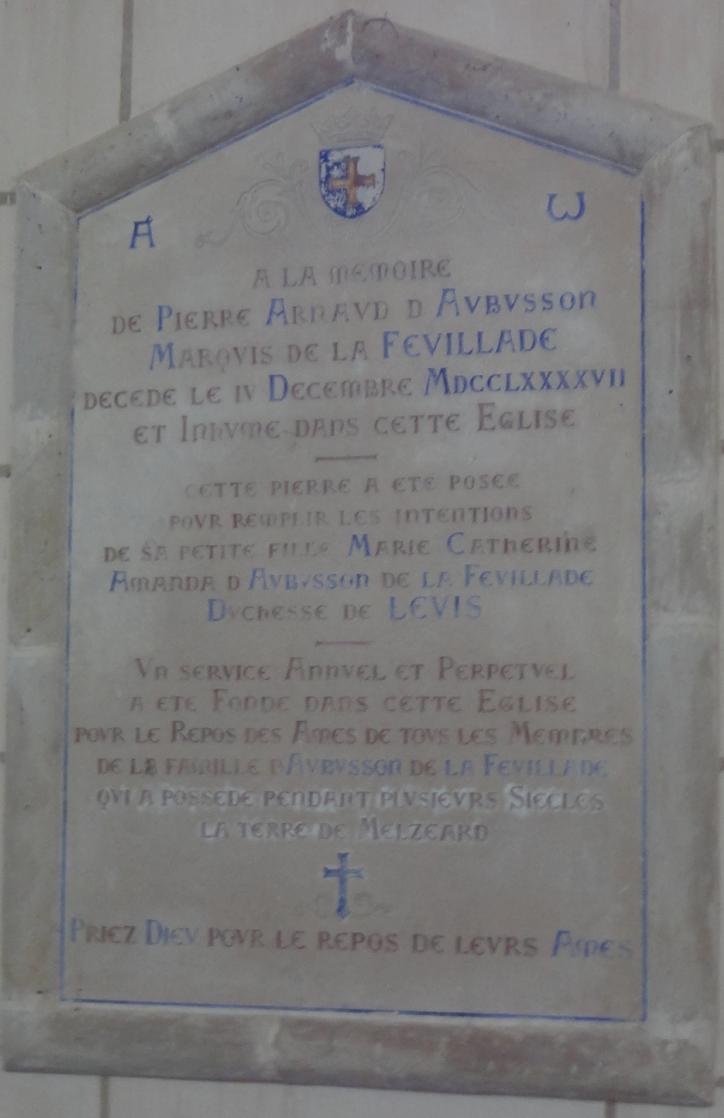 A ω
A LA MEMOIRE
DE PIERRE ARNAVD D AVBVSSON
MARQVIS DE LA FEVILLADE
DECEDE LE IV DECEMBRE MDCCLXXXXVII
ET INHVME DANS CETTE EGLISE
CETTE PIERRE A ETE POSEE
POVR REMPLIR LES INTENTIONS
DE SA PETITE FILLE MARIE CATHERINE
AMANDA D AVBVSSON DE LA FEVILLADE
DVCHESSE DE LEVIS
VN SERVICE ANNVEL ET PERPETVEL
A ETE FONDE DANS CETTE EGLISE
POVR LE REPOS DES AMES DE TOVS LES MEMBRES
DE LA FAMILLE D'AVBVSSON DE LA FEVILLADE
QVI A POSSEDE PENDANT PLVSIEVRS SIECLES
LA TERRE DE MELZEARD
PRIEZ DIEV POVR LE REPOS DE LEVRS AMES